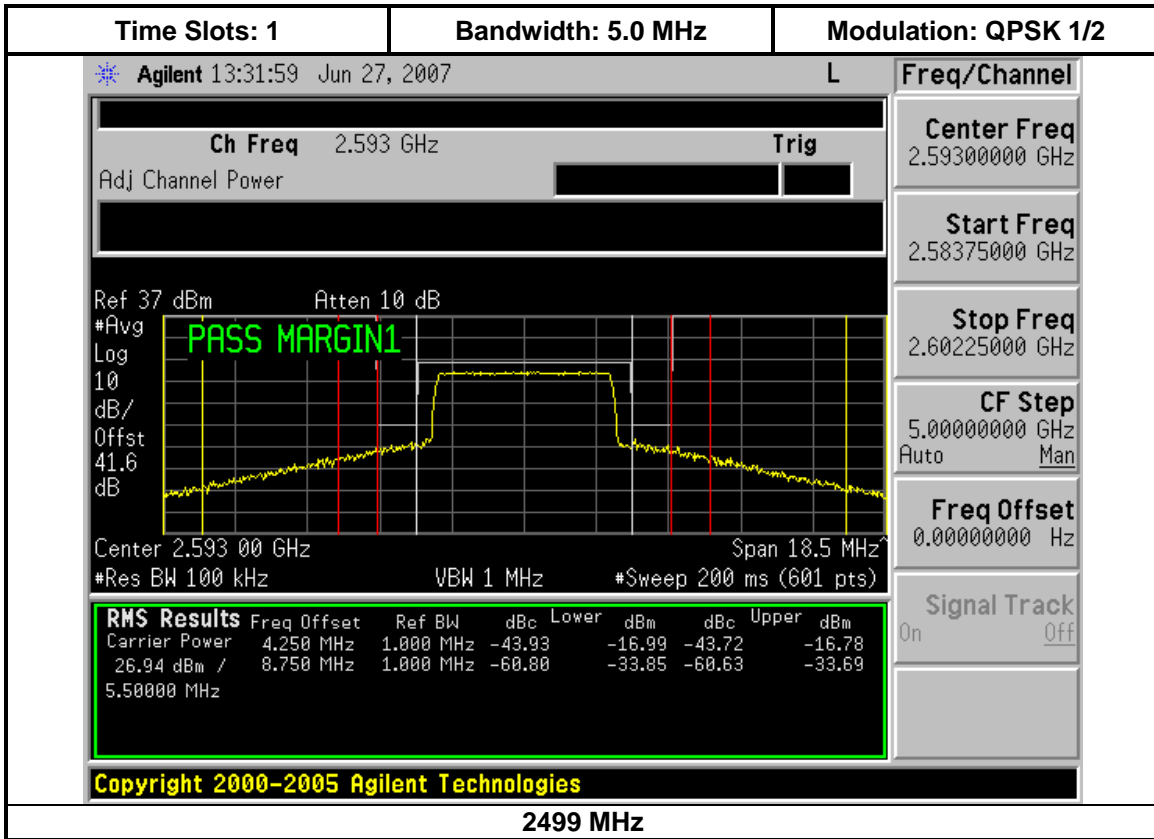 Time Slots: 1 Bandwidth: 5.0 MHz Modulation: QPSK 1/2
Agilent 13:31:59 Jun 27, 2007 L Freq/Channel
Ch Freq 2.593 GHz Trig
Adj Channel Power
Center Freq
2.59300000 GHz
Start Freq
2.58375000 GHz
Stop Freq
2.60225000 GHz
CF Step
5.00000000 GHz
Auto Man
Freq Offset
0.00000000 Hz
Signal Track
On Off
Ref 37 dBm Atten 10 dB
#Avg
Log
10
dB/
Offst
41.6
dB
PASS MARGIN1
Center 2.593 00 GHz Span 18.5 MHz^
#Res BW 100 kHz VBW 1 MHz #Sweep 200 ms (601 pts)
RMS Results Freq Offset Ref BW dBc Lower dBm dBc Upper dBm
Carrier Power 4.250 MHz 1.000 MHz -43.93 -16.99 -43.72 -16.78
26.94 dBm / 8.750 MHz 1.000 MHz -60.80 -33.85 -60.63 -33.69
5.50000 MHz
Copyright 2000-2005 Agilent Technologies
2499 MHz